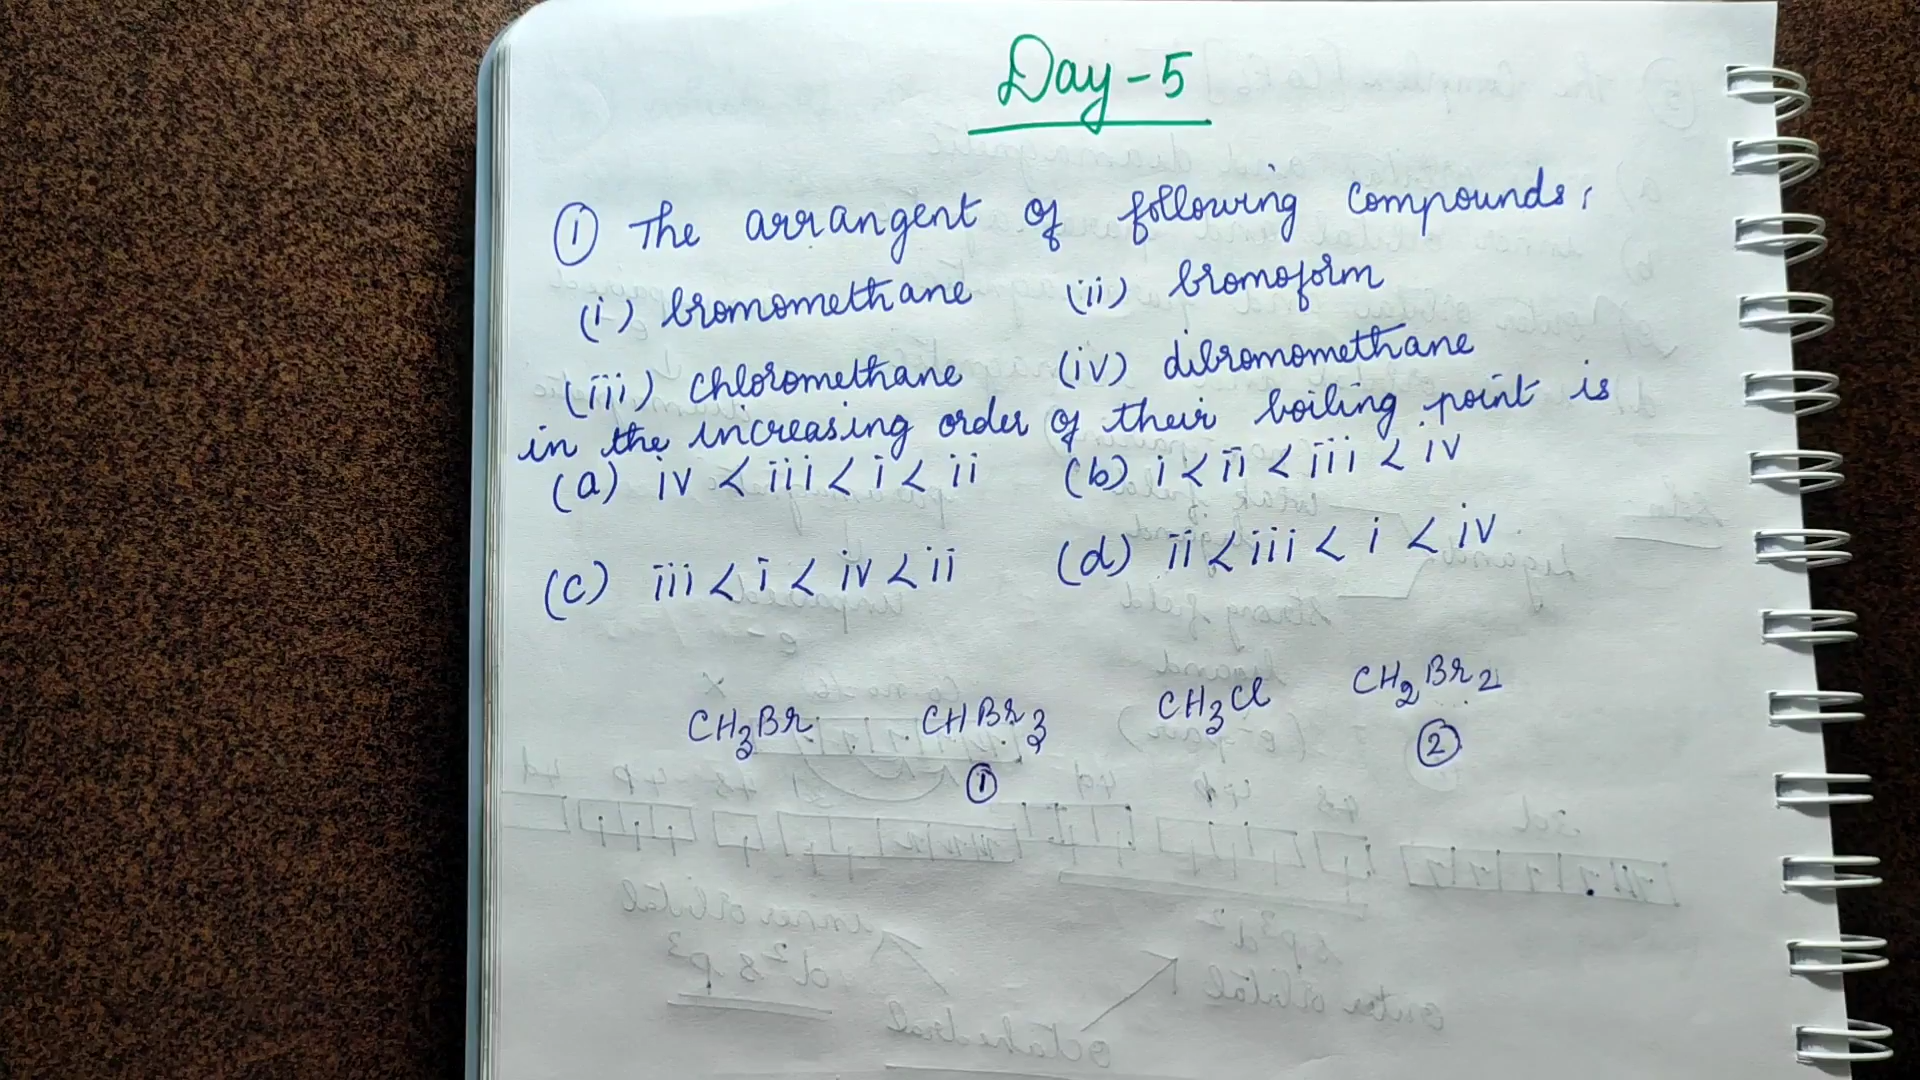 Day-5
① The arrangent of following compounds:
(i) bromomethane (ii) bromoform
(iii) chloromethane (iv) dibromomethane
in the increasing order of their boiling point is
(a) iv < iii < i < ii (b) i < ii < iii < iv
(c) iii < i < iv < ii (d) ii < iii < i < iv
CH₃Br CHBr₃ CH₃Cl CH₂Br₂
① ②